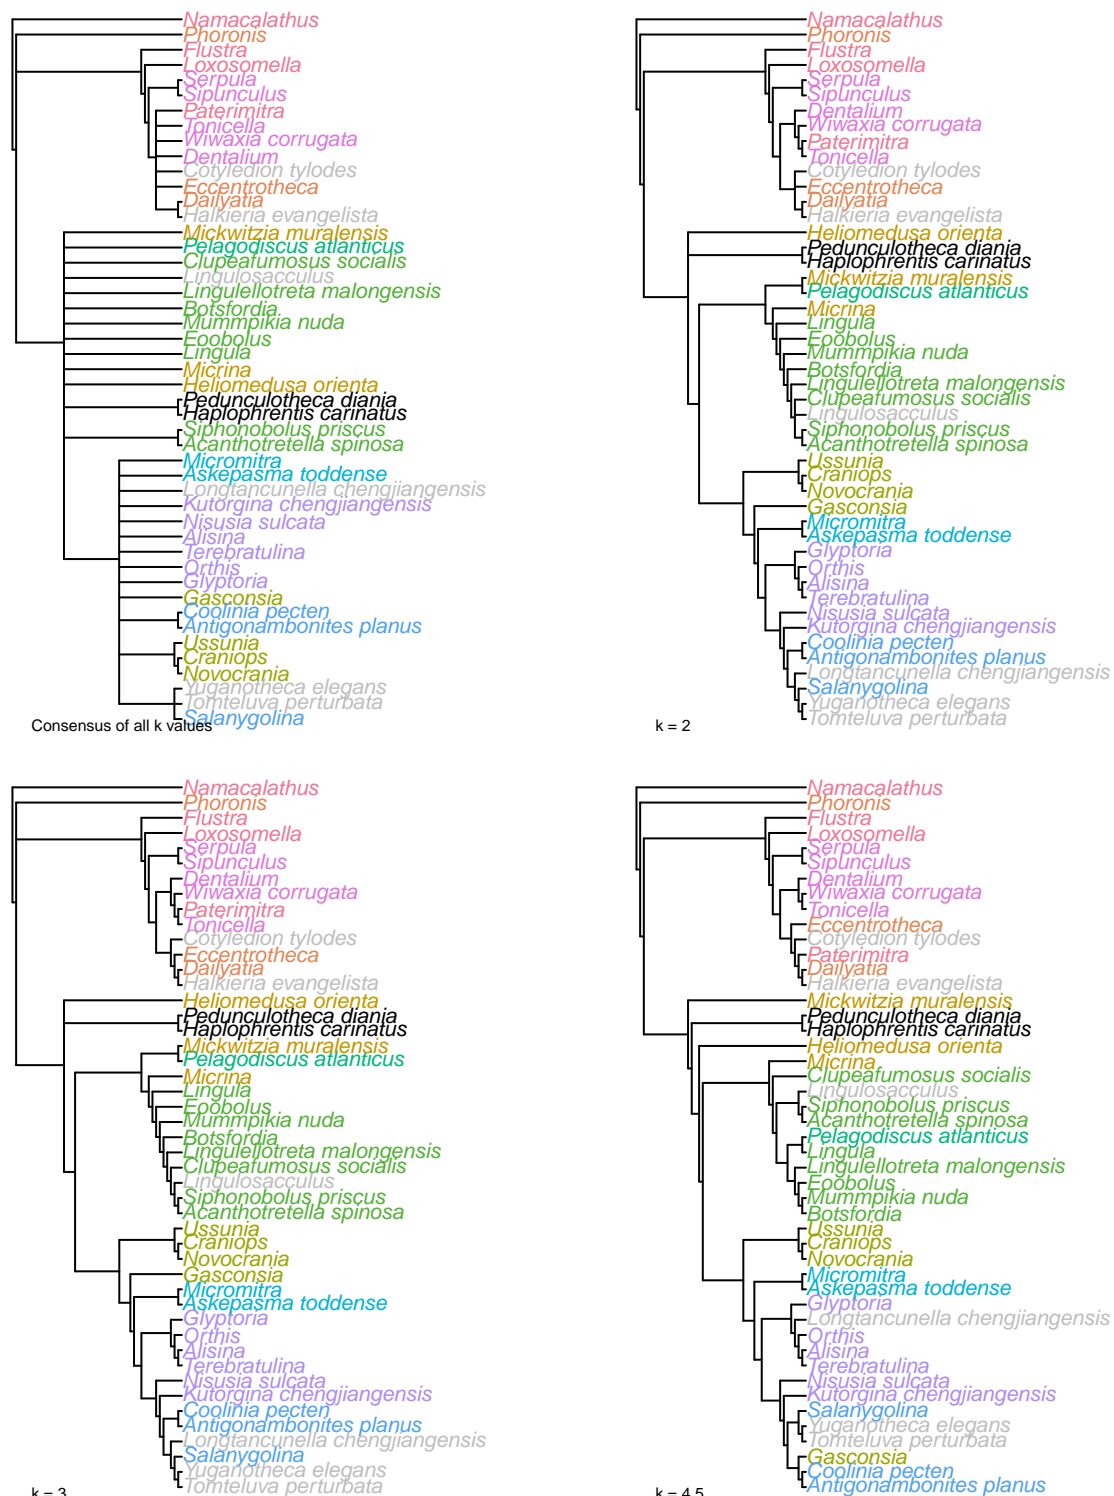 Namacalathus
Phoronis
Flustra
Loxosomella
Serpula
Sipunculus
Paterimitra
Tonicella
Wiwaxia corrugata
Dentalium
Cotyledion tylodes
Eccentrotheca
Dailyatia
Halkieria evangelista
Mickwitzia muralensis
Pelagodiscus atlanticus
Clupeafumosus socialis
Lingulosacculus
Lingulellotreta malongensis
Botsfordia
Mummpikia nuda
Eoobolus
Lingula
Micrina
Heliomedusa orienta
Pedunculotheca diania
Haplophrentis carinatus
Siphonobolus priscus
Acanthotretella spinosa
Micromitra
Askepasma toddense
Longtancunella chengjiangensis
Kutorgina chengjiangensis
Nisusia sulcata
Alisina
Terebratulina
Orthis
Glyptoria
Gasconsia
Coolinia pecten
Antigonambonites planus
Ussunia
Craniops
Novocrania
Yuganotheca elegans
Tomteluva perturbata
Salanygolina
Consensus of all k values
Namacalathus
Phoronis
Flustra
Loxosomella
Serpula
Sipunculus
Dentalium
Wiwaxia corrugata
Paterimitra
Tonicella
Cotyledion tylodes
Eccentrotheca
Dailyatia
Halkieria evangelista
Heliomedusa orienta
Pedunculotheca diania
Haplophrentis carinatus
Mickwitzia muralensis
Pelagodiscus atlanticus
Micrina
Lingula
Eoobolus
Mummpikia nuda
Botsfordia
Lingulellotreta malongensis
Clupeafumosus socialis
Lingulosacculus
Siphonobolus priscus
Acanthotretella spinosa
Ussunia
Craniops
Novocrania
Gasconsia
Micromitra
Askepasma toddense
Glyptoria
Orthis
Alisina
Terebratulina
Nisusia sulcata
Kutorgina chengjiangensis
Coolinia pecten
Antigonambonites planus
Longtancunella chengjiangensis
Salanygolina
Yuganotheca elegans
Tomteluva perturbata
k = 2
Namacalathus
Phoronis
Flustra
Loxosomella
Serpula
Sipunculus
Dentalium
Wiwaxia corrugata
Paterimitra
Tonicella
Cotyledion tylodes
Eccentrotheca
Dailyatia
Halkieria evangelista
Heliomedusa orienta
Pedunculotheca diania
Haplophrentis carinatus
Mickwitzia muralensis
Pelagodiscus atlanticus
Micrina
Lingula
Eoobolus
Mummpikia nuda
Botsfordia
Lingulellotreta malongensis
Clupeafumosus socialis
Lingulosacculus
Siphonobolus priscus
Acanthotretella spinosa
Ussunia
Craniops
Novocrania
Gasconsia
Micromitra
Askepasma toddense
Glyptoria
Orthis
Alisina
Terebratulina
Nisusia sulcata
Kutorgina chengjiangensis
Coolinia pecten
Antigonambonites planus
Longtancunella chengjiangensis
Salanygolina
Yuganotheca elegans
Tomteluva perturbata
k = 3
Namacalathus
Phoronis
Flustra
Loxosomella
Serpula
Sipunculus
Dentalium
Wiwaxia corrugata
Tonicella
Eccentrotheca
Cotyledion tylodes
Paterimitra
Dailyatia
Halkieria evangelista
Mickwitzia muralensis
Pedunculotheca diania
Haplophrentis carinatus
Heliomedusa orienta
Micrina
Clupeafumosus socialis
Lingulosacculus
Siphonobolus priscus
Acanthotretella spinosa
Pelagodiscus atlanticus
Lingula
Lingulellotreta malongensis
Eoobolus
Mummpikia nuda
Botsfordia
Ussunia
Craniops
Novocrania
Micromitra
Askepasma toddense
Glyptoria
Longtancunella chengjiangensis
Orthis
Alisina
Terebratulina
Nisusia sulcata
Kutorgina chengjiangensis
Salanygolina
Yuganotheca elegans
Tomteluva perturbata
Gasconsia
Coolinia pecten
Antigonambonites planus
k = 4.5